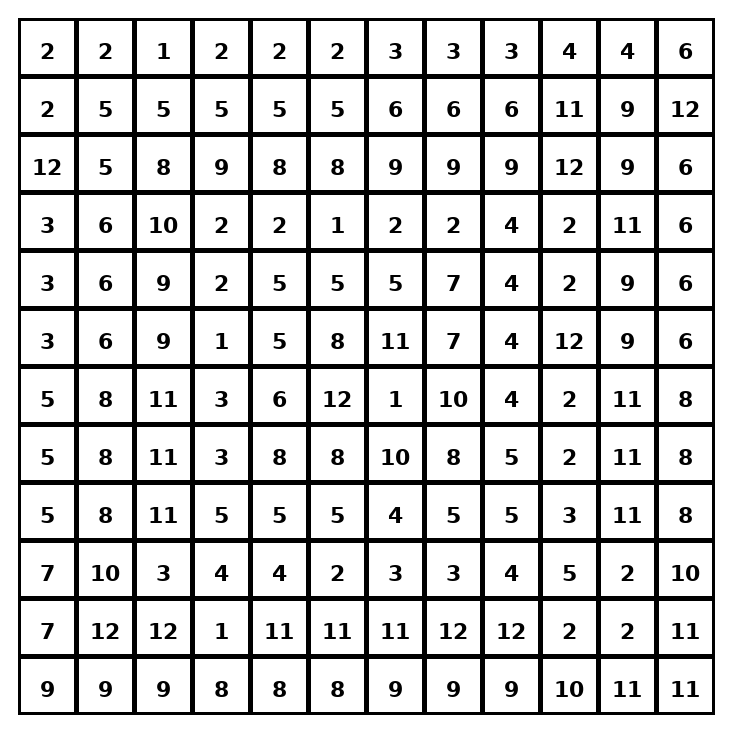 2 2 1 2 2 2 3 3 3 4 4 6
2 5 5 5 5 5 6 6 6 11 9 12
12 5 8 9 8 8 9 9 9 12 9 6
3 6 10 2 2 1 2 2 4 2 11 6
3 6 9 2 5 5 5 7 4 2 9 6
3 6 9 1 5 8 11 7 4 12 9 6
5 8 11 3 6 12 1 10 4 2 11 8
5 8 11 3 8 8 10 8 5 2 11 8
5 8 11 5 5 5 4 5 5 3 11 8
7 10 3 4 4 2 3 3 4 5 2 10
7 12 12 1 11 11 11 12 12 2 2 11
9 9 9 8 8 8 9 9 9 10 11 11